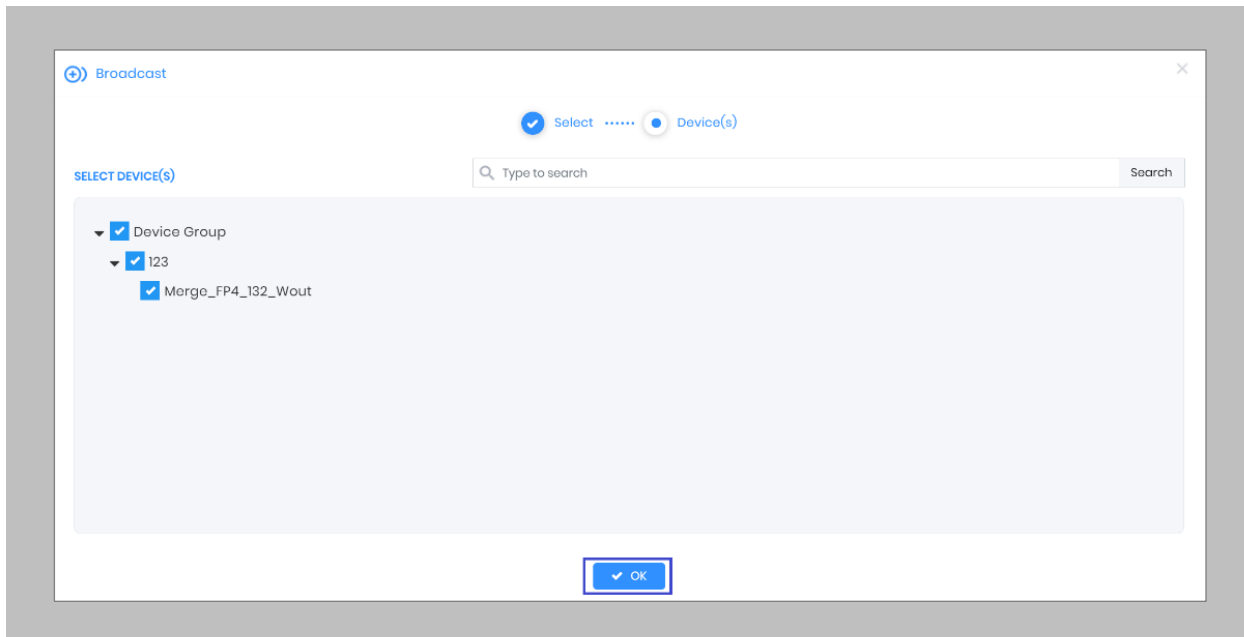 Broadcast
Select Device(s)
SELECT DEVICE(S)
Type to search Search
Device Group
123
Merge_FP4_132_Wout
OK